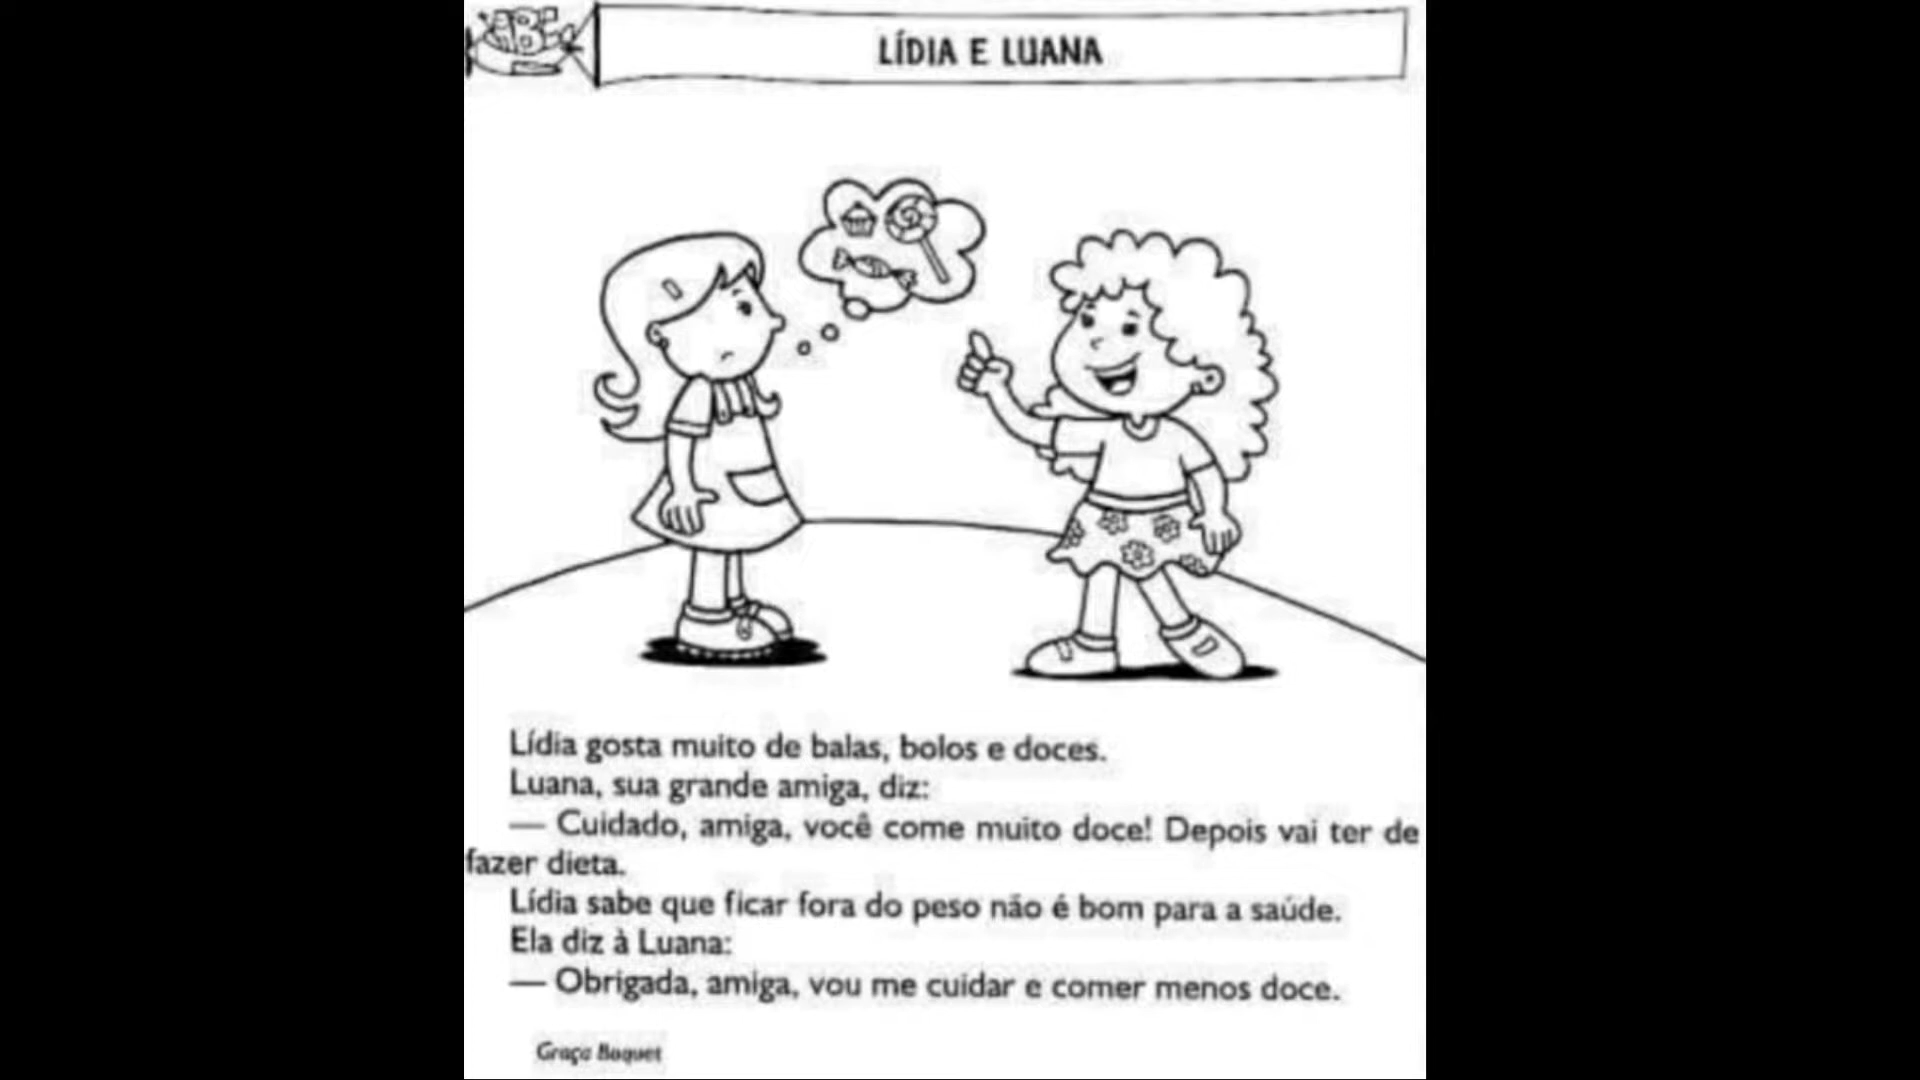 LÍDIA E LUANA
Lídia gosta muito de balas, bolos e doces.
Luana, sua grande amiga, diz:
— Cuidado, amiga, você come muito doce! Depois vai ter de
fazer dieta.
Lídia sabe que ficar fora do peso não é bom para a saúde.
Ela diz à Luana:
— Obrigada, amiga, vou me cuidar e comer menos doce.
Graça Boquet